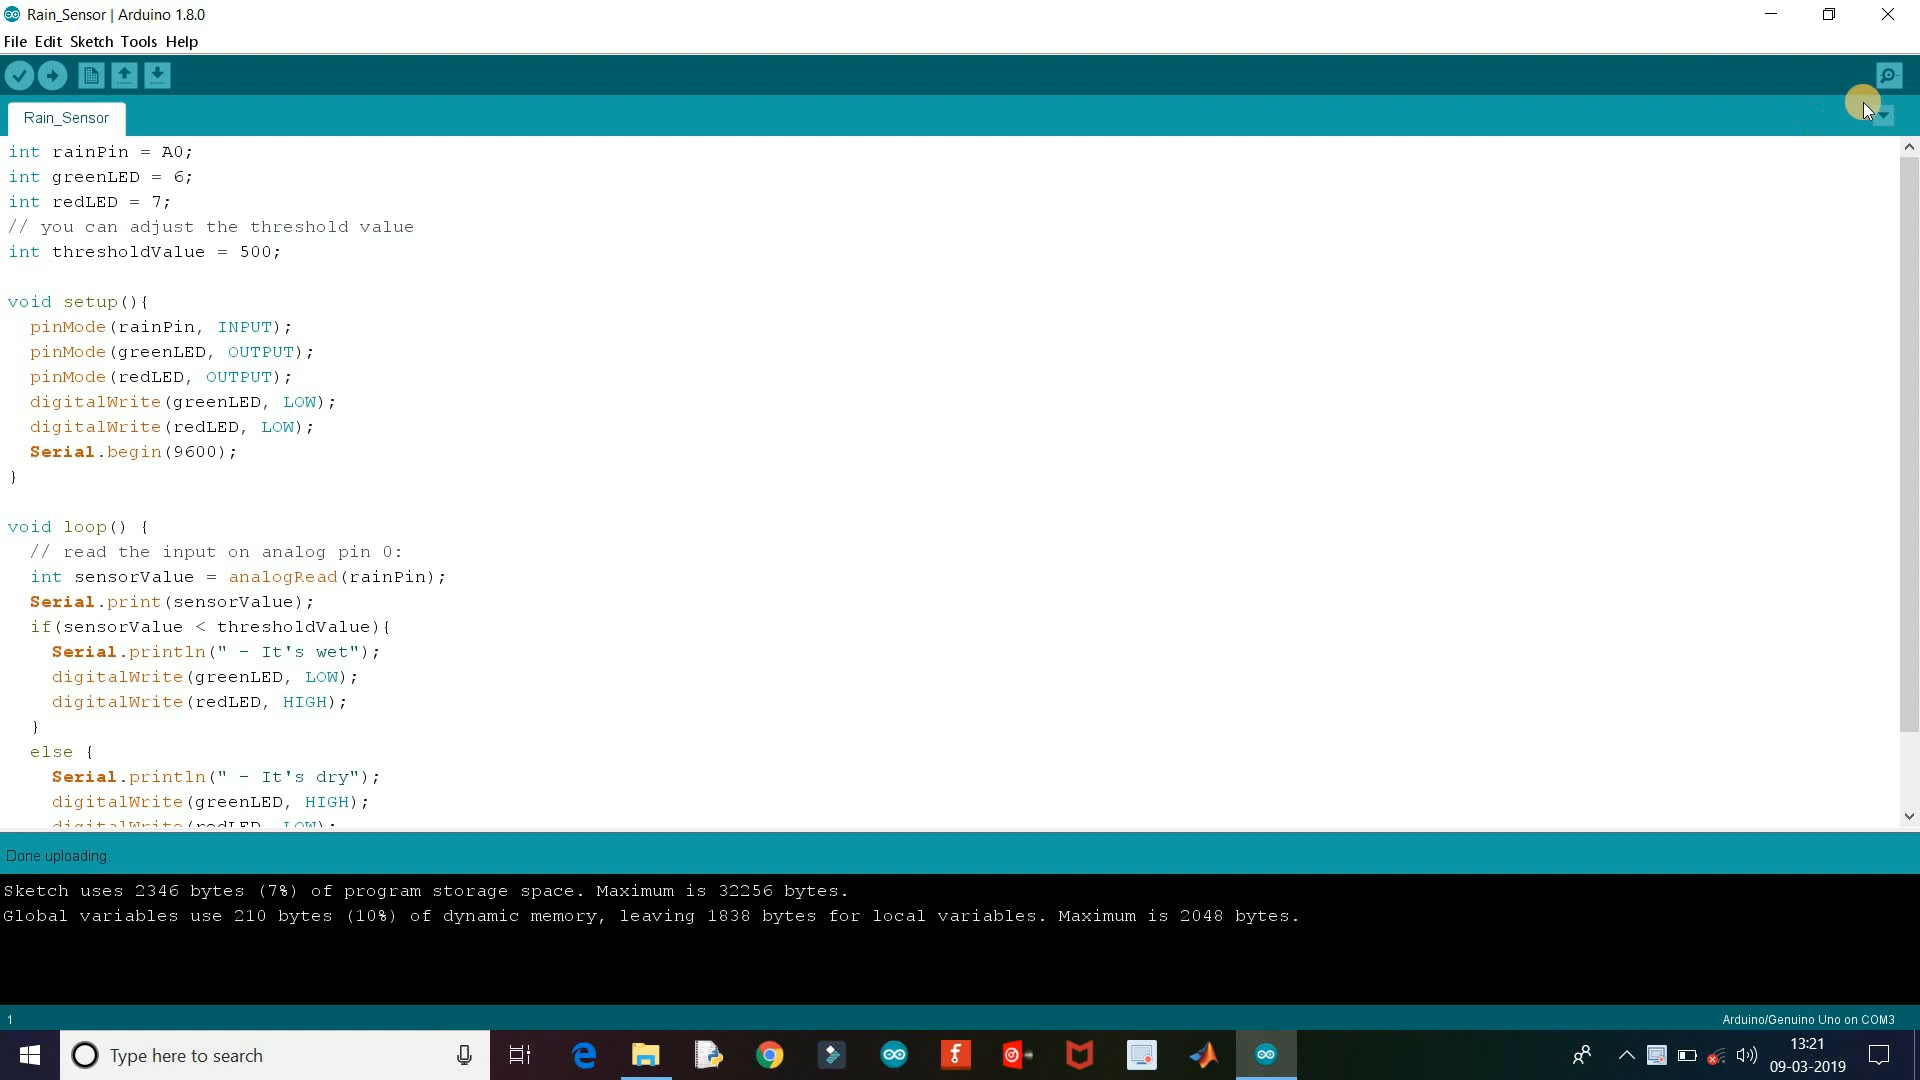 Rain_Sensor | Arduino 1.8.0
File Edit Sketch Tools Help
Rain_Sensor
int rainPin = A0;
int greenLED = 6;
int redLED = 7;
// you can adjust the threshold value
int thresholdValue = 500;
void setup(){
pinMode(rainPin, INPUT);
pinMode(greenLED, OUTPUT);
pinMode(redLED, OUTPUT);
digitalWrite(greenLED, LOW);
digitalWrite(redLED, LOW);
Serial.begin(9600);
}
void loop() {
// read the input on analog pin 0:
int sensorValue = analogRead(rainPin);
Serial.print(sensorValue);
if(sensorValue < thresholdValue){
Serial.println(" - It's wet");
digitalWrite(greenLED, LOW);
digitalWrite(redLED, HIGH);
}
else {
Serial.println(" - It's dry");
digitalWrite(greenLED, HIGH);
digitalWrite(redLED, LOW);
Done uploading.
Sketch uses 2346 bytes (7%) of program storage space. Maximum is 32256 bytes.
Global variables use 210 bytes (10%) of dynamic memory, leaving 1838 bytes for local variables. Maximum is 2048 bytes.
1
Arduino/Genuino Uno on COM3
Type here to search
13:21
09-03-2019